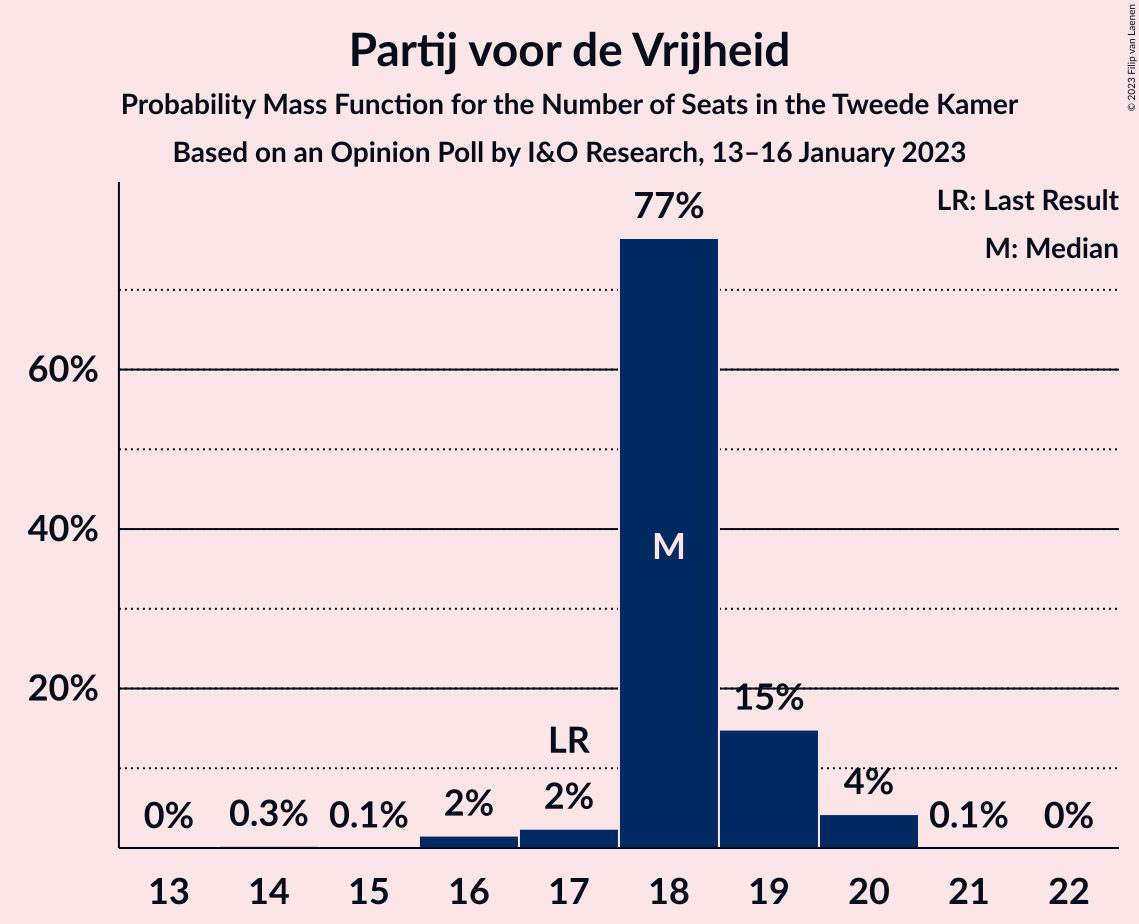 Partij voor de Vrijheid
Probability Mass Function for the Number of Seats in the Tweede Kamer
Based on an Opinion Poll by I&O Research, 13–16 January 2023
© 2023 Filip van Laenen
LR: Last Result
M: Median
60%
40%
20%
0%
0.3%
0.1%
2%
LR
2%
77%
M
15%
4%
0.1%
0%
13 14 15 16 17 18 19 20 21 22